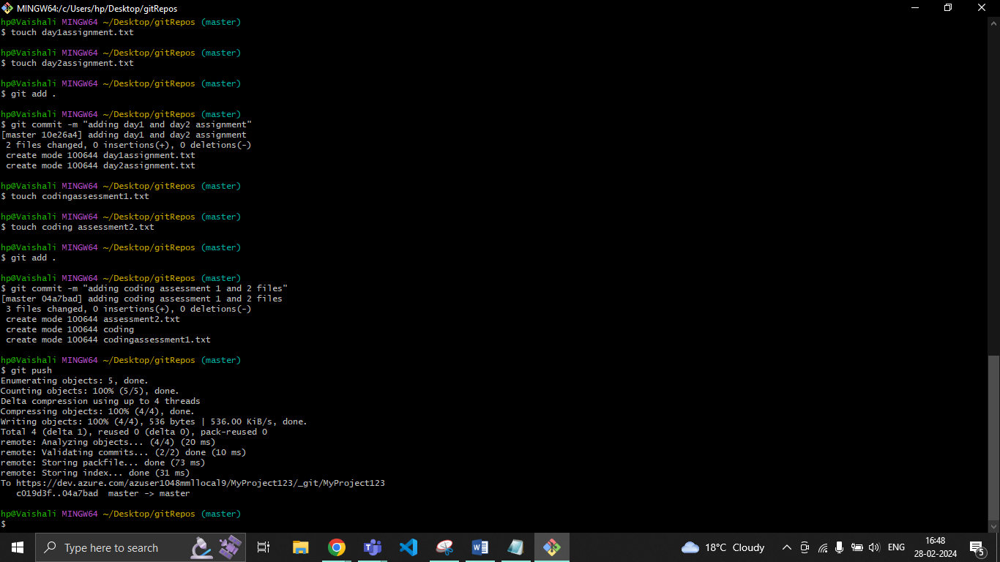 MINGW64:/c/Users/hp/Desktop/gitRepos
hp@Vaishali MINGW64 ~/Desktop/gitRepos (master)
$ touch day1assignment.txt
hp@Vaishali MINGW64 ~/Desktop/gitRepos (master)
$ touch day2assignment.txt
hp@Vaishali MINGW64 ~/Desktop/gitRepos (master)
$ git add .
hp@Vaishali MINGW64 ~/Desktop/gitRepos (master)
$ git commit -m "adding day1 and day2 assignment"
[master 10e26a4] adding day1 and day2 assignment
 2 files changed, 0 insertions(+), 0 deletions(-)
 create mode 100644 day1assignment.txt
 create mode 100644 day2assignment.txt
hp@Vaishali MINGW64 ~/Desktop/gitRepos (master)
$ touch codingassessment1.txt
hp@Vaishali MINGW64 ~/Desktop/gitRepos (master)
$ touch coding assessment2.txt
hp@Vaishali MINGW64 ~/Desktop/gitRepos (master)
$ git add .
hp@Vaishali MINGW64 ~/Desktop/gitRepos (master)
$ git commit -m "adding coding assessment 1 and 2 files"
[master 04a7bad] adding coding assessment 1 and 2 files
 3 files changed, 0 insertions(+), 0 deletions(-)
 create mode 100644 assessment2.txt
 create mode 100644 coding
 create mode 100644 codingassessment1.txt
hp@Vaishali MINGW64 ~/Desktop/gitRepos (master)
$ git push
Enumerating objects: 5, done.
Counting objects: 100% (5/5), done.
Delta compression using up to 4 threads
Compressing objects: 100% (4/4), done.
Writing objects: 100% (4/4), 536 bytes | 536.00 KiB/s, done.
Total 4 (delta 1), reused 0 (delta 0), pack-reused 0
remote: Analyzing objects... (4/4) (20 ms)
remote: Validating commits... (2/2) done (10 ms)
remote: Storing packfile... done (73 ms)
remote: Storing index... done (31 ms)
To https://dev.azure.com/azuser1048mmllocal9/MyProject123/_git/MyProject123
   c019d3f..04a7bad  master -> master
hp@Vaishali MINGW64 ~/Desktop/gitRepos (master)
$
Type here to search
18°C Cloudy
ENG
16:48
28-02-2024
5